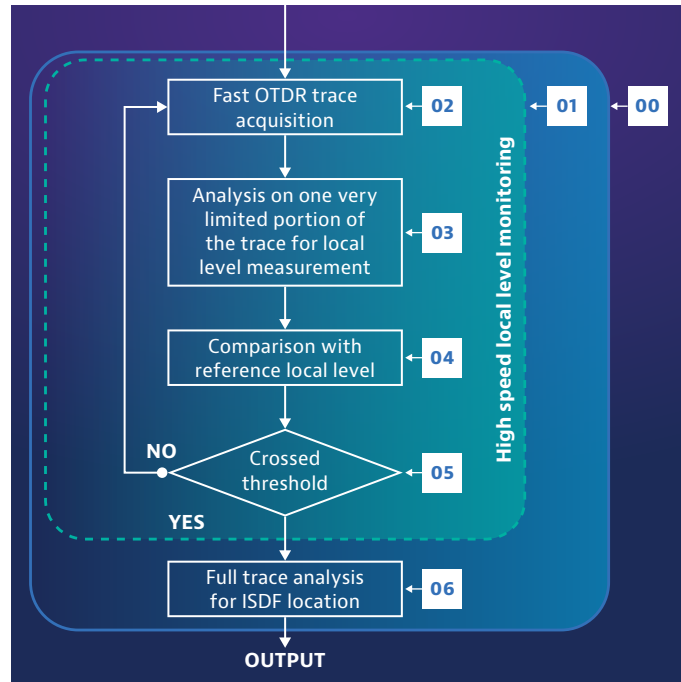 Fast OTDR trace
acquisition
02
01
00
Analysis on one very
limited portion of
the trace for local
level measurement
03
High speed local level monitoring
Comparison with
reference local level
04
NO
Crossed
threshold
05
YES
Full trace analysis
for ISDF location
06
OUTPUT